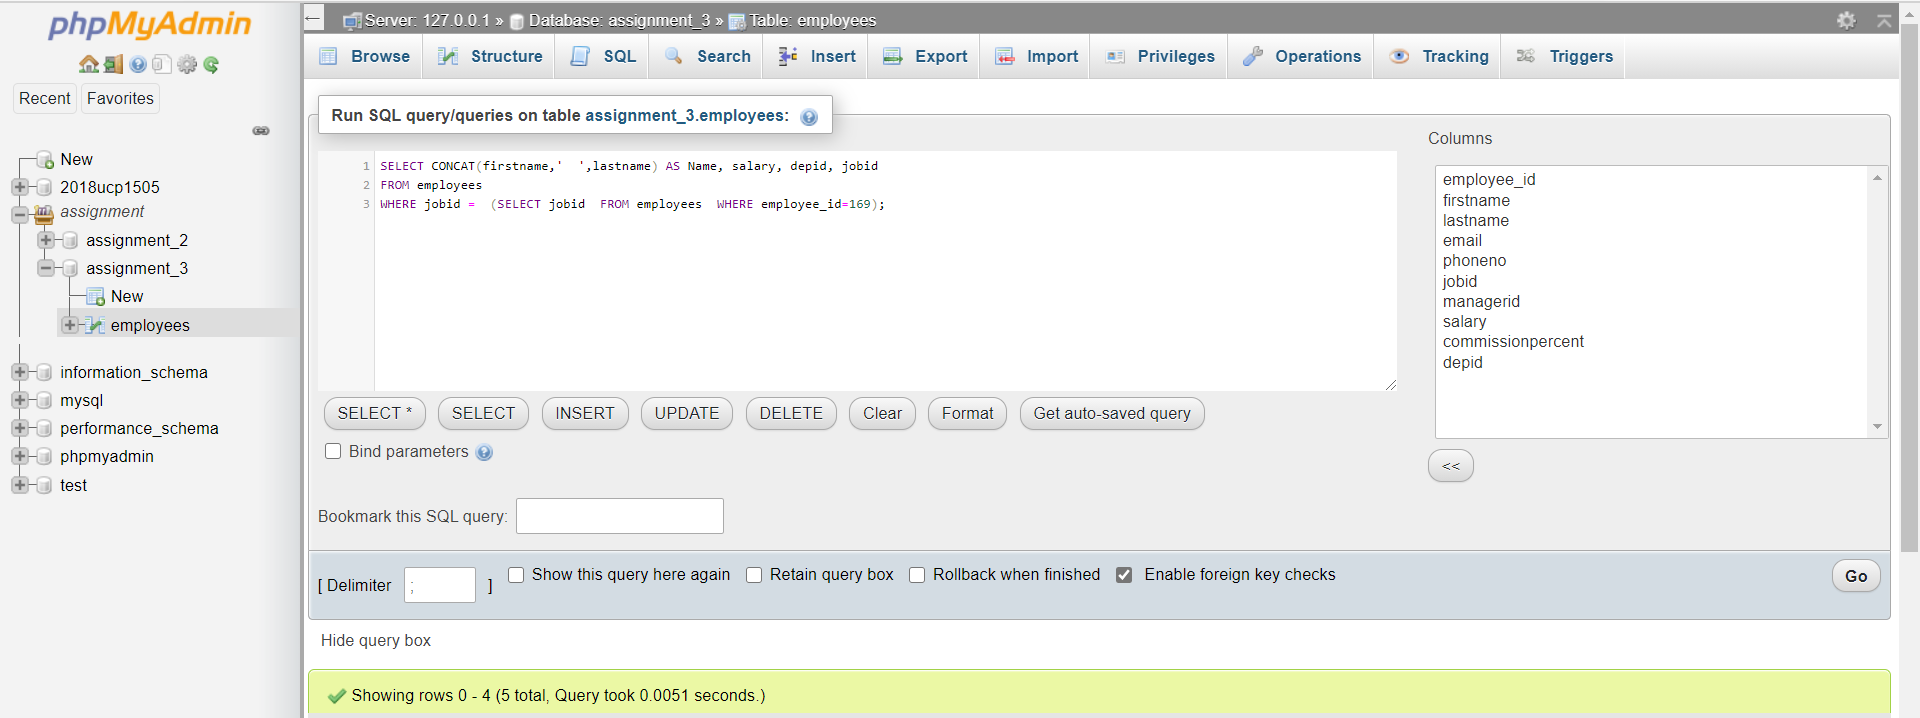 phpMyAdmin
Recent Favorites
New
2018ucp1505
assignment
assignment_2
assignment_3
New
employees
information_schema
mysql
performance_schema
phpmyadmin
test
← Server: 127.0.0.1 » Database: assignment_3 » Table: employees
Browse Structure SQL Search Insert Export Import Privileges Operations Tracking Triggers
Run SQL query/queries on table assignment_3.employees:
1 SELECT CONCAT(firstname,'  ',lastname) AS Name, salary, depid, jobid
2 FROM employees
3 WHERE jobid =  (SELECT jobid  FROM employees  WHERE employee_id=169);
Columns
employee_id
firstname
lastname
email
phoneno
jobid
managerid
salary
commissionpercent
depid
<<
SELECT * SELECT INSERT UPDATE DELETE Clear Format Get auto-saved query
Bind parameters
Bookmark this SQL query:
[ Delimiter ; ] Show this query here again Retain query box Rollback when finished Enable foreign key checks Go
Hide query box
Showing rows 0 - 4 (5 total, Query took 0.0051 seconds.)